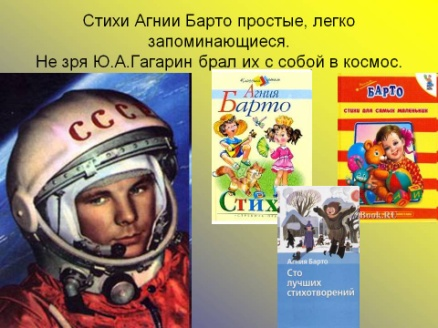 Стихи Агнии Барто простые, легко
запоминающиеся.
Не зря Ю.А.Гагарин брал их с собой в космос.
СССР
Агния
Барто
Стихи
БАРТО
СТИХИ ДЛЯ САМЫХ МАЛЕНЬКИХ
Агния Барто
Сто
лучших
стихотворений